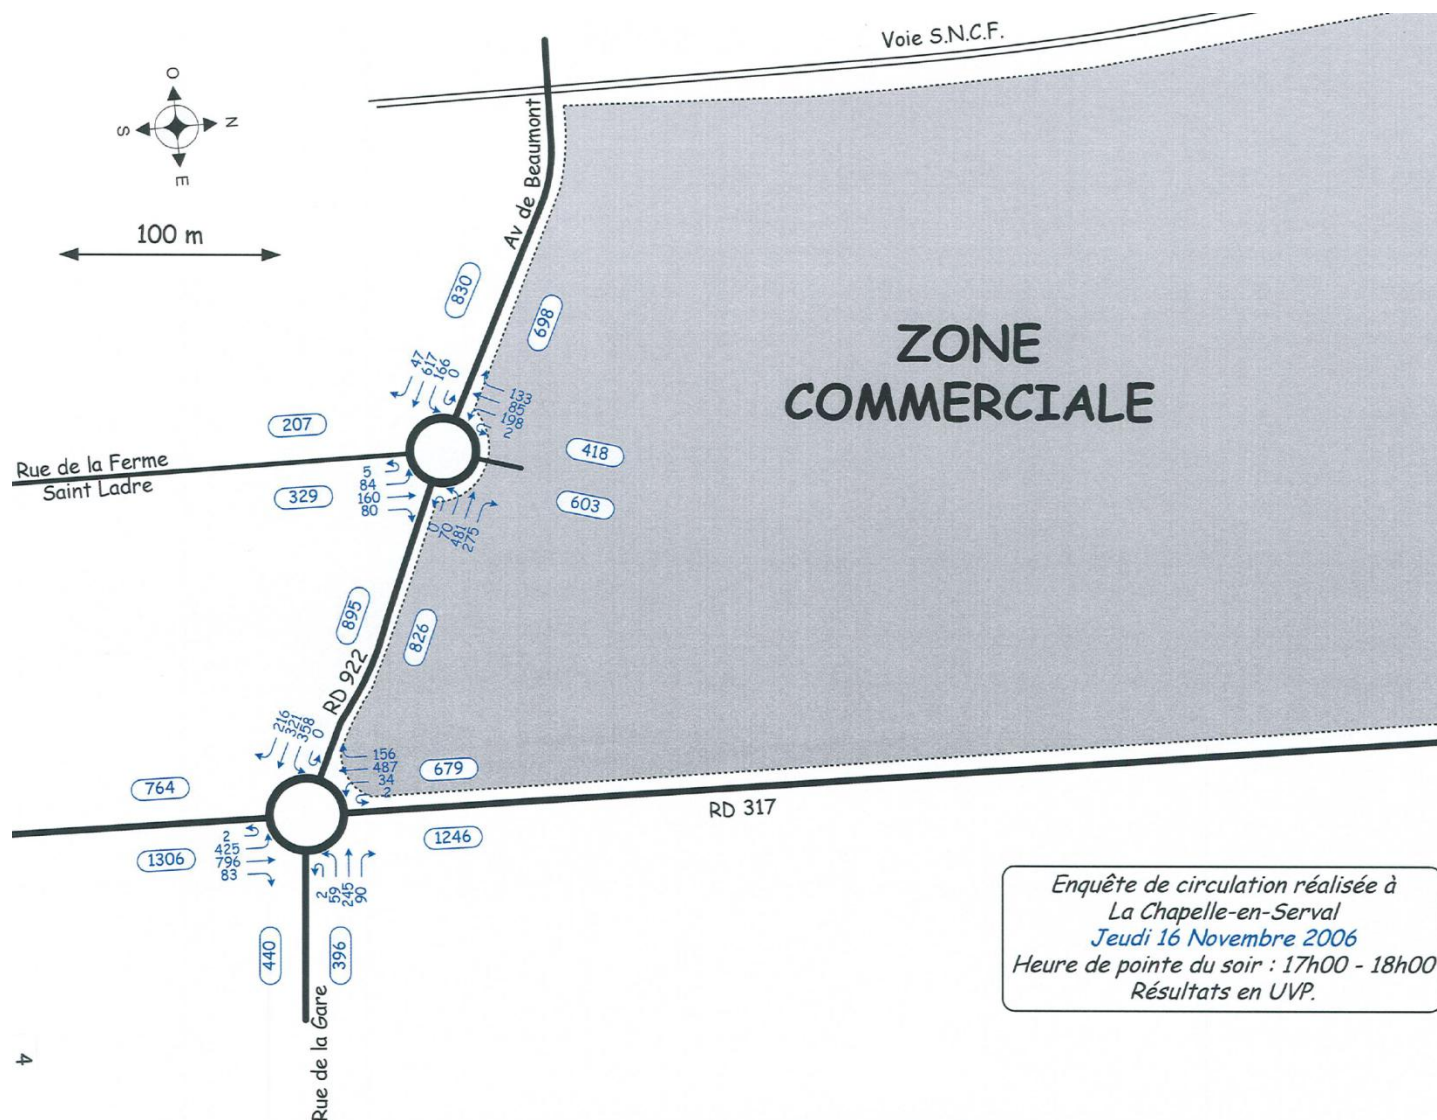 Voie S.N.C.F.
O
N
S
E
100 m
Av de Beaumont
830
698
ZONE
COMMERCIALE
47
617
166
0
133
85
198
2
207
418
Rue de la Ferme
Saint Ladre
329
603
5
84
160
80
0
70
481
275
895
826
RD 922
216
321
358
0
156
487
34
2
679
764
RD 317
1306
1246
2
425
796
83
2
59
245
90
440
396
Rue de la Gare
Enquête de circulation réalisée à
La Chapelle-en-Serval
Jeudi 16 Novembre 2006
Heure de pointe du soir : 17h00 - 18h00
Résultats en UVP.
4